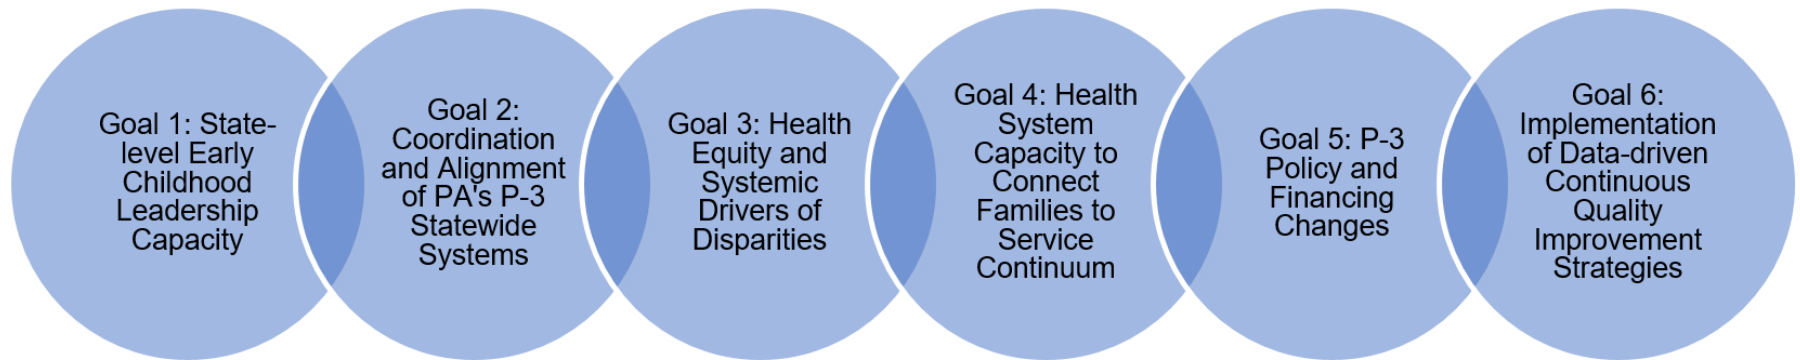 Goal 1: State-
level Early
Childhood
Leadership
Capacity
Goal 2:
Coordination
and Alignment
of PA's P-3
Statewide
Systems
Goal 3: Health
Equity and
Systemic
Drivers of
Disparities
Goal 4: Health
System
Capacity to
Connect
Families to
Service
Continuum
Goal 5: P-3
Policy and
Financing
Changes
Goal 6:
Implementation
of Data-driven
Continuous
Quality
Improvement
Strategies